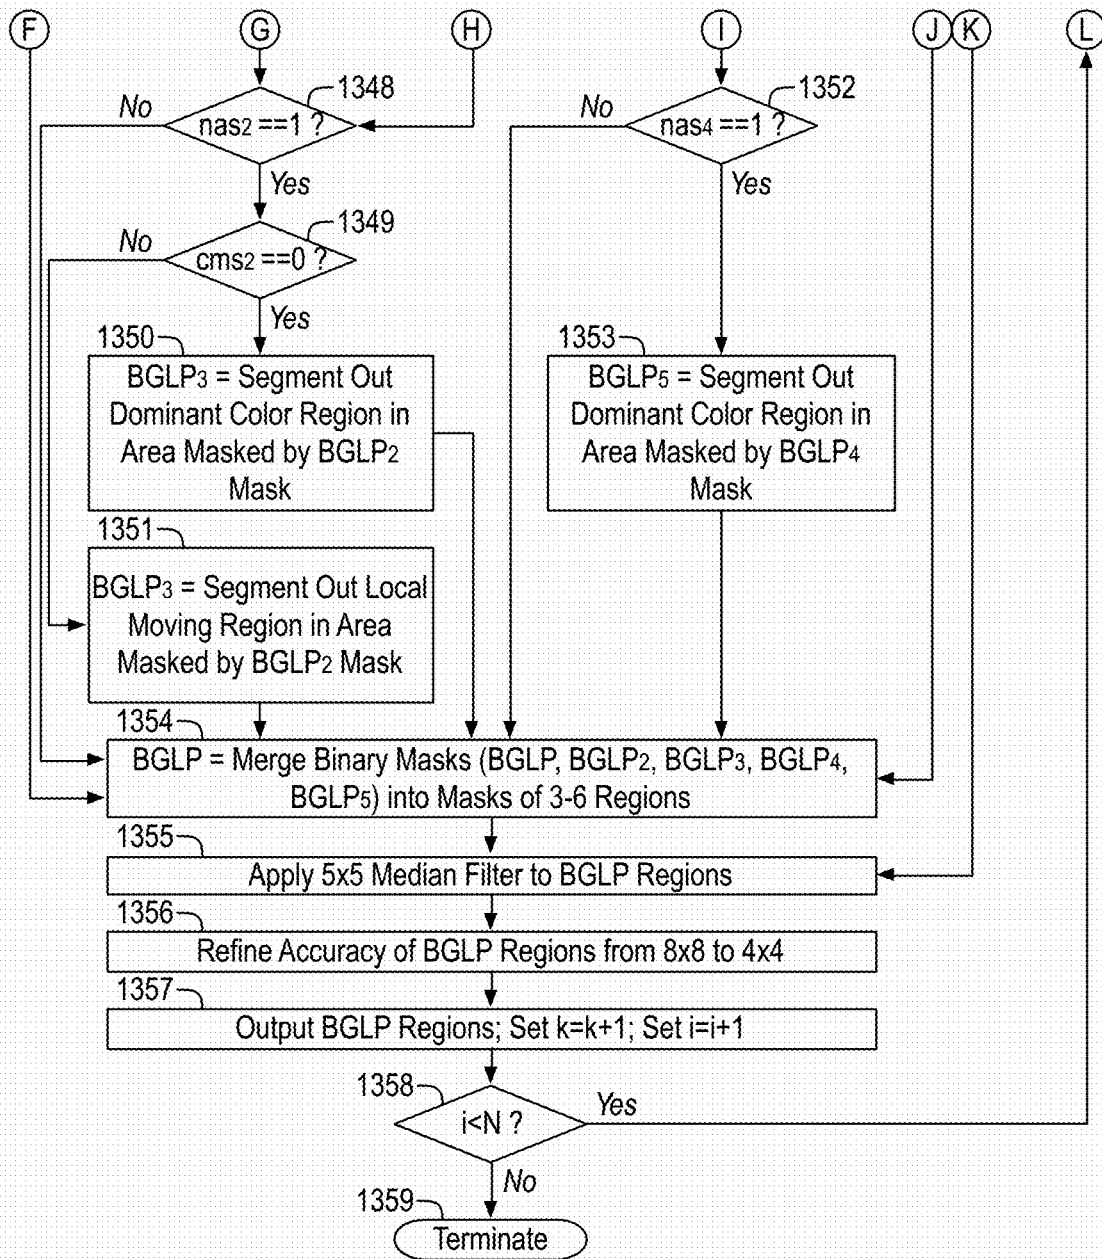 F
G
H
I
J
K
L
1348
No
nas2 ==1 ?
Yes
1352
No
nas4 ==1 ?
Yes
1349
No
cms2 ==0 ?
Yes
1350
BGLP3 = Segment Out
Dominant Color Region in
Area Masked by BGLP2
Mask
1353
BGLP5 = Segment Out
Dominant Color Region in
Area Masked by BGLP4
Mask
1351
BGLP3 = Segment Out Local
Moving Region in Area
Masked by BGLP2 Mask
1354
BGLP = Merge Binary Masks (BGLP, BGLP2, BGLP3, BGLP4,
BGLP5) into Masks of 3-6 Regions
1355
Apply 5x5 Median Filter to BGLP Regions
1356
Refine Accuracy of BGLP Regions from 8x8 to 4x4
1357
Output BGLP Regions; Set k=k+1; Set i=i+1
1358
i<N ?
Yes
No
1359
Terminate